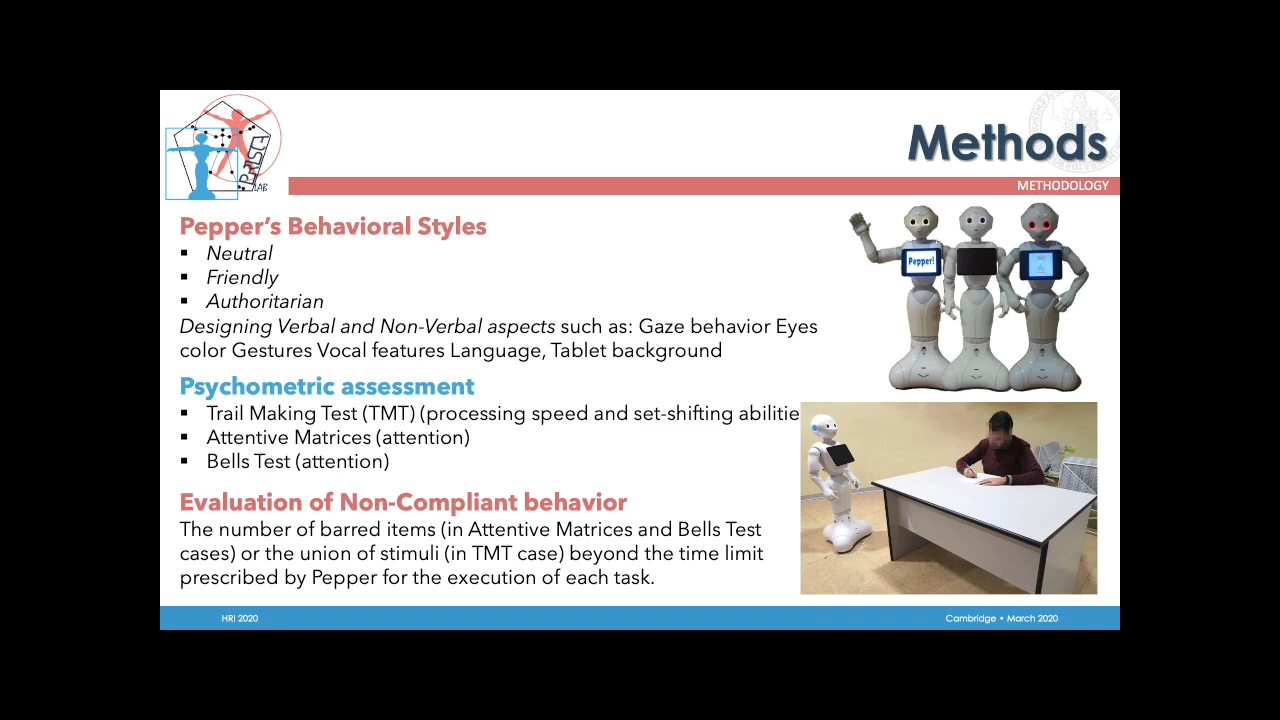 PRISCA
LAB
Methods
METHODOLOGY
Pepper's Behavioral Styles
▪ Neutral
▪ Friendly
▪ Authoritarian
Designing Verbal and Non-Verbal aspects such as: Gaze behavior Eyes
color Gestures Vocal features Language, Tablet background
Pepper!
Psychometric assessment
▪ Trail Making Test (TMT) (processing speed and set-shifting abilitie
▪ Attentive Matrices (attention)
▪ Bells Test (attention)
Evaluation of Non-Compliant behavior
The number of barred items (in Attentive Matrices and Bells Test
cases) or the union of stimuli (in TMT case) beyond the time limit
prescribed by Pepper for the execution of each task.
HRI 2020
Cambridge • March 2020